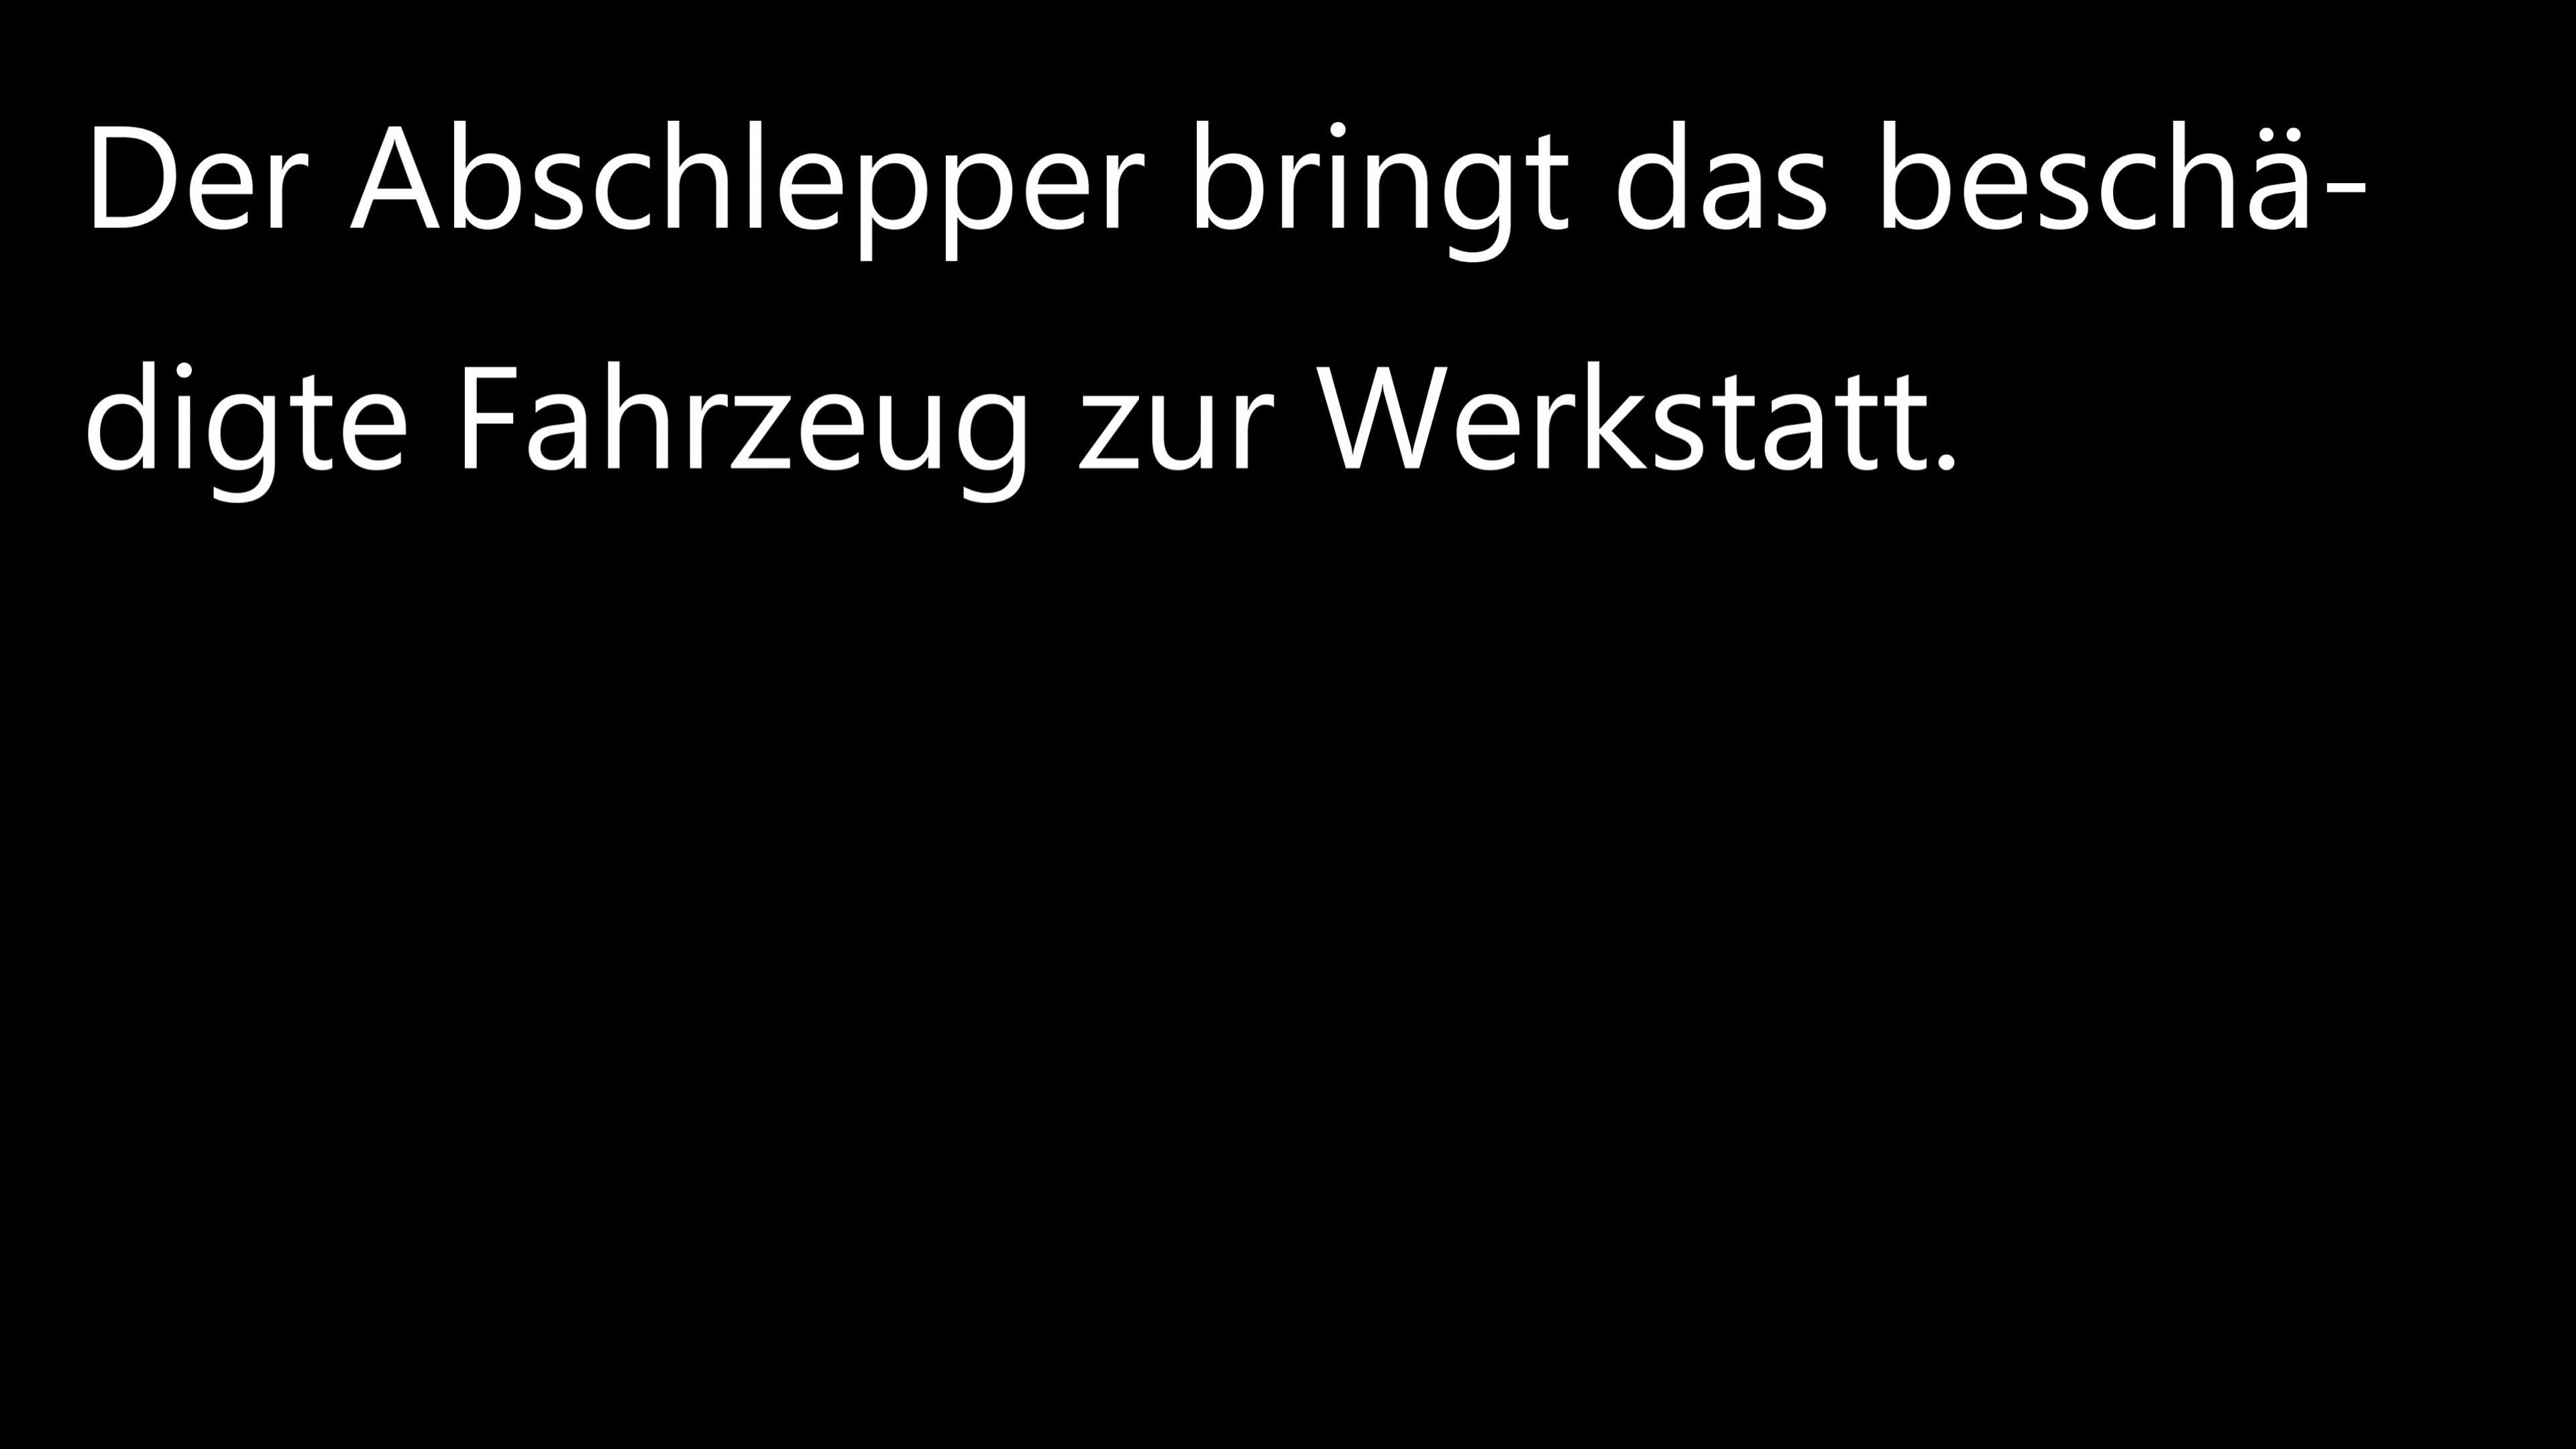 Der Abschlepper bringt das beschä-
digte Fahrzeug zur Werkstatt.